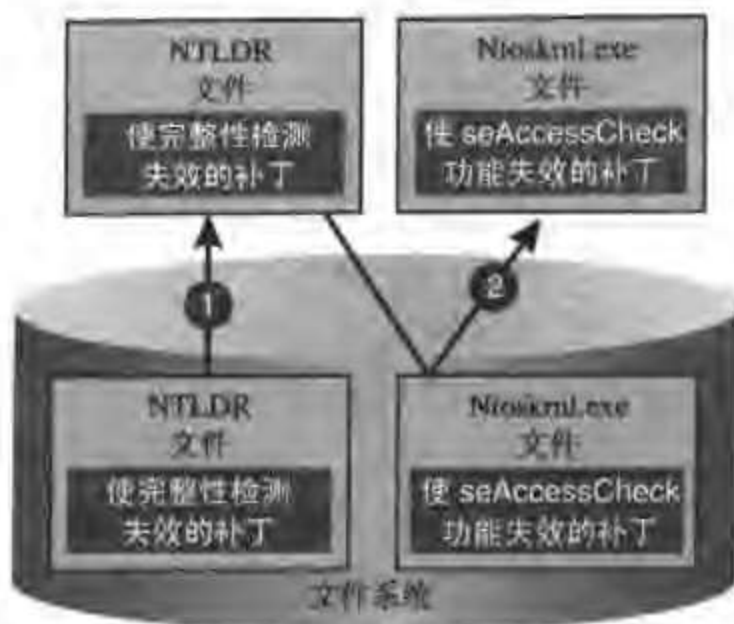 NTLDR
文件
使完整性检测
失效的补丁
Ntoskrnl.exe
文件
使 seAccessCheck
功能失效的补丁
1
2
NTLDR
文件
使完整性检测
失效的补丁
Ntoskrnl.exe
文件
使 seAccessCheck
功能失效的补丁
文件系统